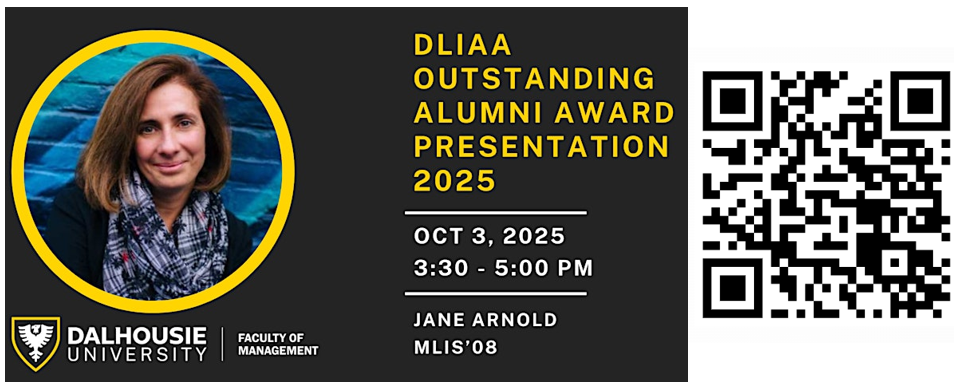 DLIAA
OUTSTANDING
ALUMNI AWARD
PRESENTATION
2025
OCT 3, 2025
3:30 - 5:00 PM
JANE ARNOLD
MLIS'08
DALHOUSIE
UNIVERSITY
FACULTY OF
MANAGEMENT